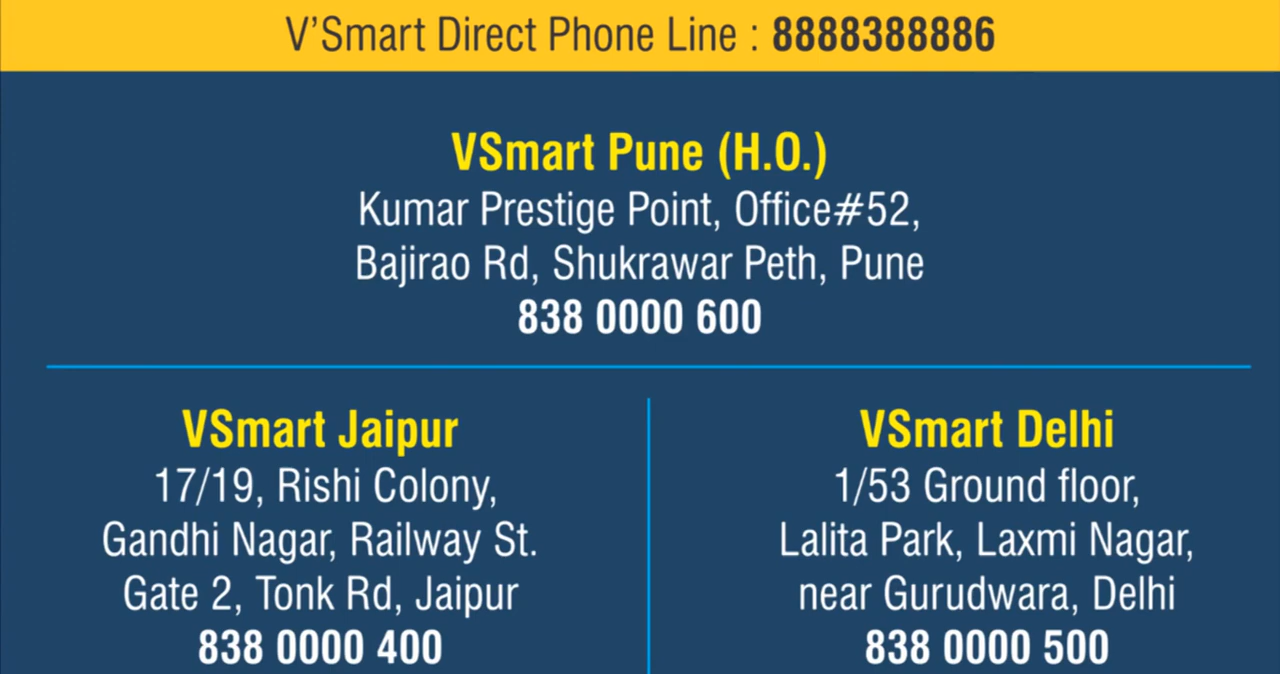 V’Smart Direct Phone Line : 8888388886
VSmart Pune (H.O.)
Kumar Prestige Point, Office#52,
Bajirao Rd, Shukrawar Peth, Pune
838 0000 600
VSmart Jaipur
17/19, Rishi Colony,
Gandhi Nagar, Railway St.
Gate 2, Tonk Rd, Jaipur
838 0000 400
VSmart Delhi
1/53 Ground floor,
Lalita Park, Laxmi Nagar,
near Gurudwara, Delhi
838 0000 500